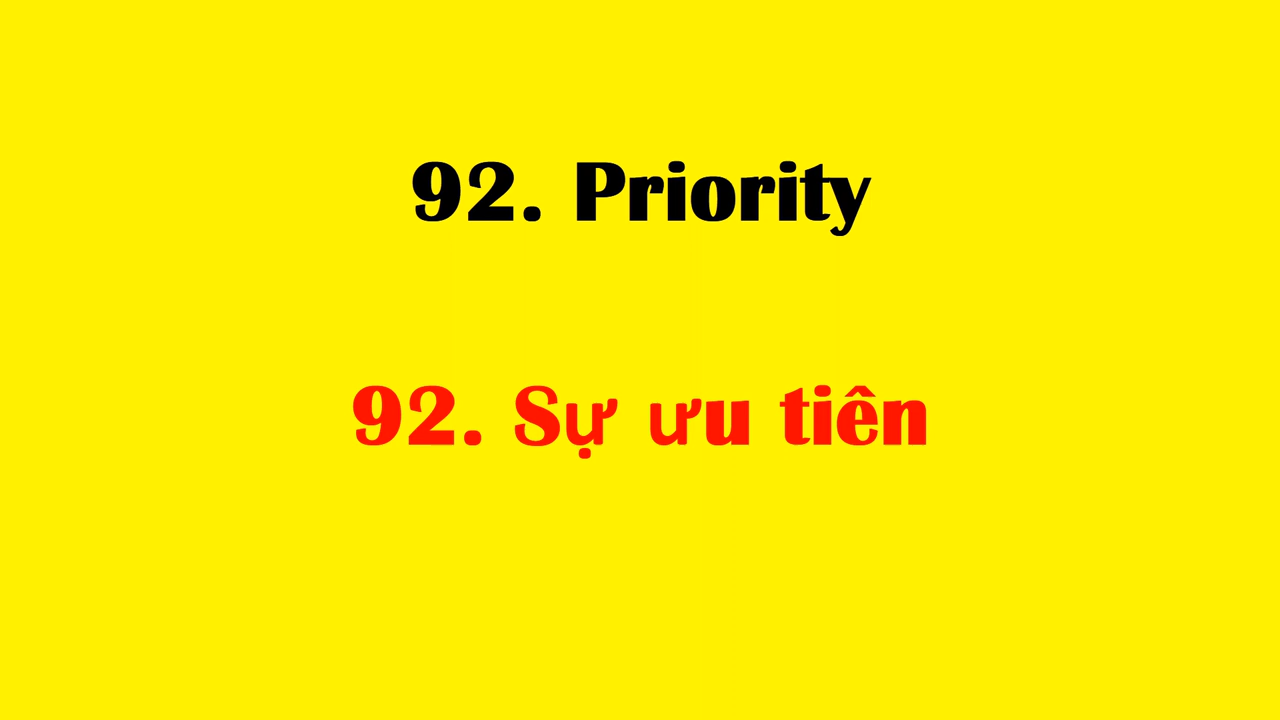 92. Priority
92. Sự ưu tiên